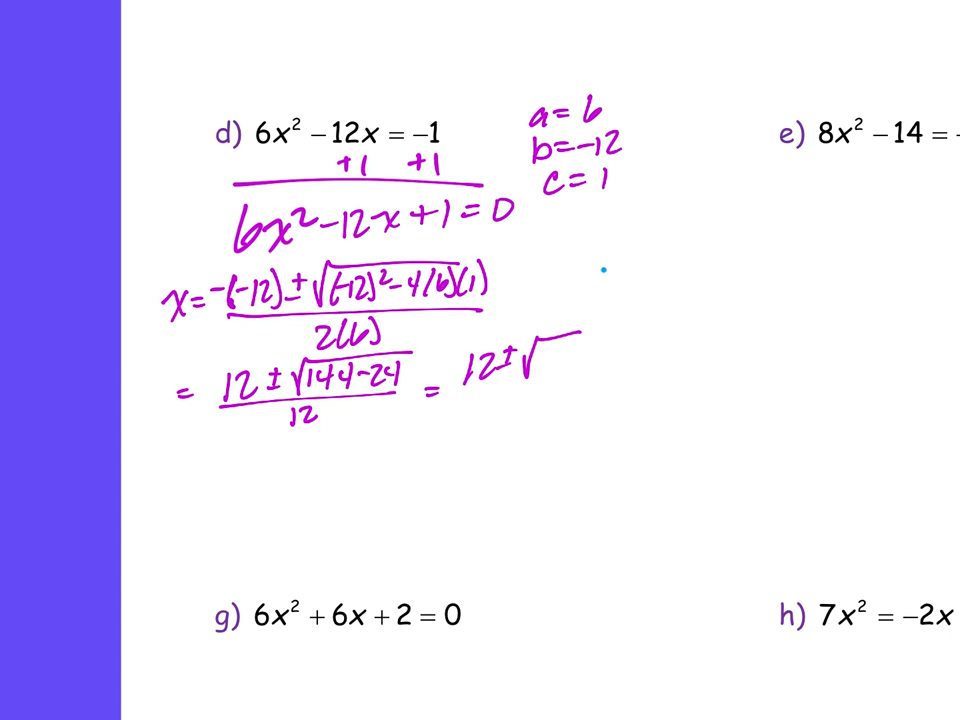 d) 6x² − 12x = −1
+1 +1
6x² − 12x + 1 = 0
a = 6
b = −12
c = 1
x = −(−12) ± √(−12)² − 4(6)(1)
2(6)
= 12 ± √144 − 24
12
= 12 ± √
e) 8x² − 14 = −
g) 6x² + 6x + 2 = 0
h) 7x² = −2x